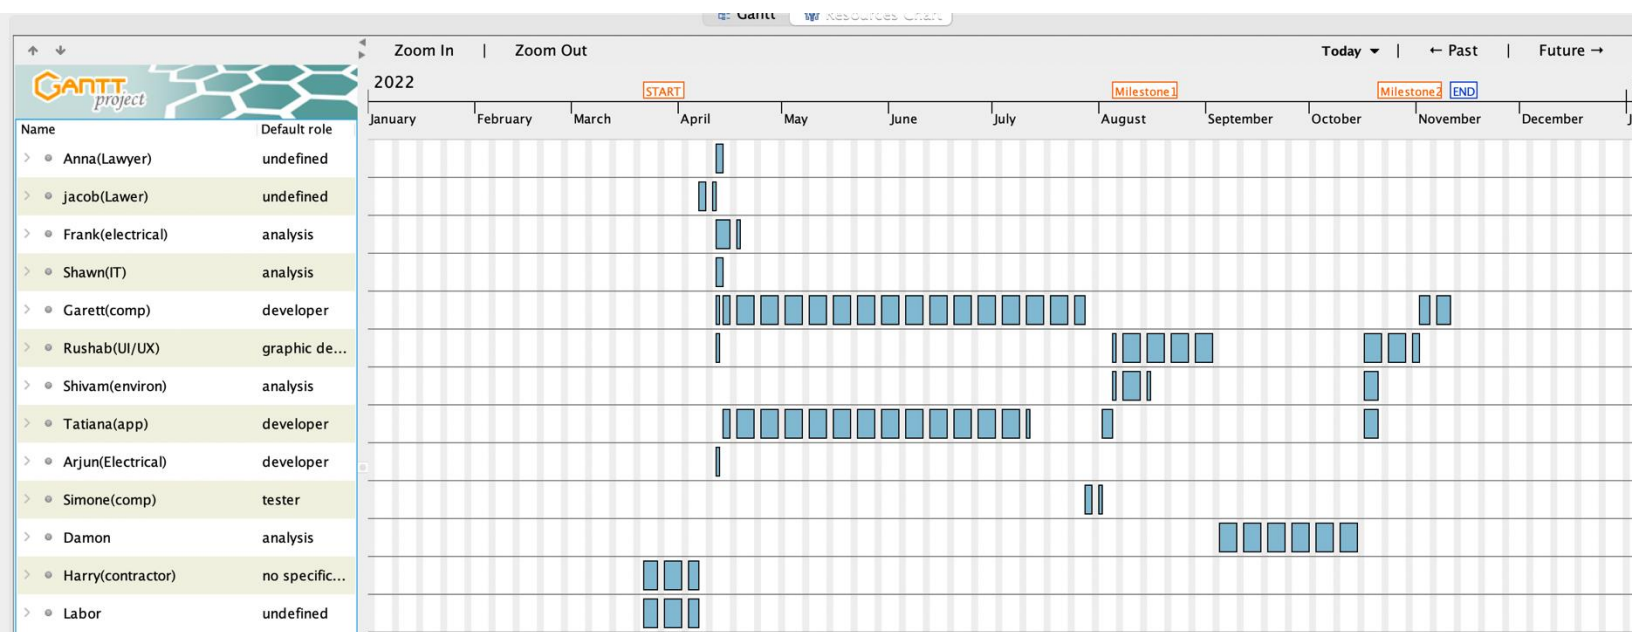 Gantt Resources Chart
Zoom In | Zoom Out Today | ← Past | Future →
GANTT project
2022 START Milestone1 Milestone2 END
January February March April May June July August September October November December J
Name Default role
Anna(Lawyer) undefined
jacob(Lawer) undefined
Frank(electrical) analysis
Shawn(IT) analysis
Garett(comp) developer
Rushab(UI/UX) graphic de...
Shivam(environ) analysis
Tatiana(app) developer
Arjun(Electrical) developer
Simone(comp) tester
Damon analysis
Harry(contractor) no specific...
Labor undefined